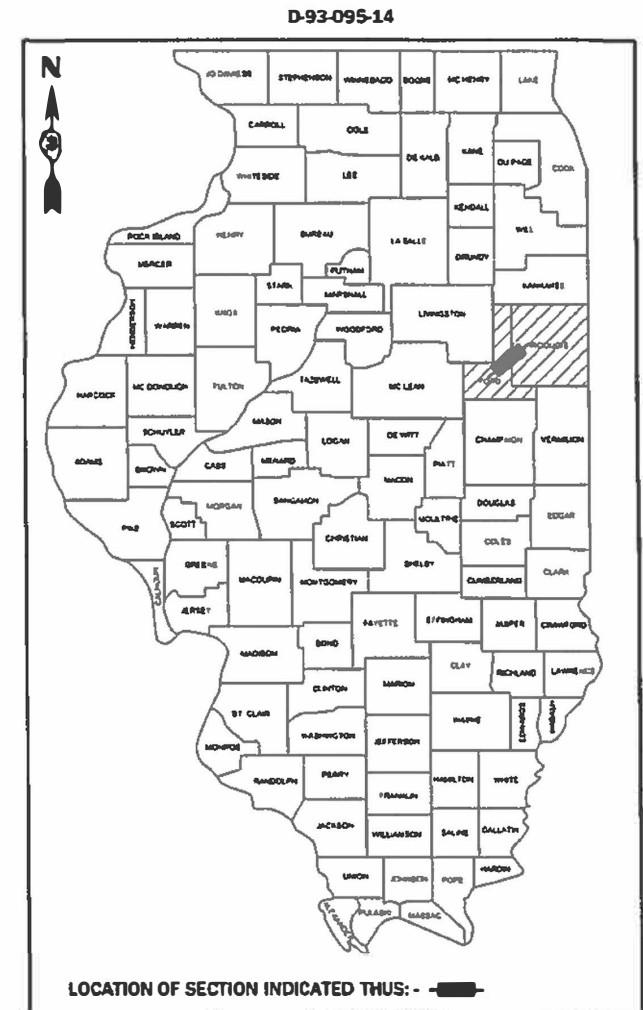 D-93-095-14
N
JO DAVIESS
STEPHENSON
WINNEBAGO
BOONE
MC HENRY
LAKE
CARROLL
OGLE
DE KALB
KANE
DU PAGE
COOK
WHITESIDE
LEE
KENDALL
WILL
ROCK ISLAND
HENRY
BUREAU
LA SALLE
GRUNDY
MERCER
PUTNAM
KANKAKEE
STARK
MARSHALL
LIVINGSTON
HENDERSON
WARREN
KNOX
PEORIA
WOODFORD
IROQUOIS
FORD
HANCOCK
MC DONOUGH
FULTON
TAZEWELL
MC LEAN
MASON
SCHUYLER
LOGAN
DE WITT
CHAMPAIGN
VERMILION
ADAMS
BROWN
CASS
MENARD
MACON
PIATT
PIKE
MORGAN
SANGAMON
DOUGLAS
EDGAR
SCOTT
CHRISTIAN
MOULTRIE
COLES
GREENE
MACOUPIN
MONTGOMERY
SHELBY
CUMBERLAND
CLARK
CALHOUN
JERSEY
FAYETTE
EFFINGHAM
JASPER
CRAWFORD
MADISON
BOND
CLAY
RICHLAND
LAWRENCE
CLINTON
MARION
ST. CLAIR
WAYNE
EDWARDS
WABASH
MONROE
WASHINGTON
JEFFERSON
RANDOLPH
PERRY
FRANKLIN
HAMILTON
WHITE
JACKSON
WILLIAMSON
SALINE
GALLATIN
UNION
JOHNSON
POPE
HARDIN
ALEXANDER
PULASKI
MASSAC
LOCATION OF SECTION INDICATED THUS: -